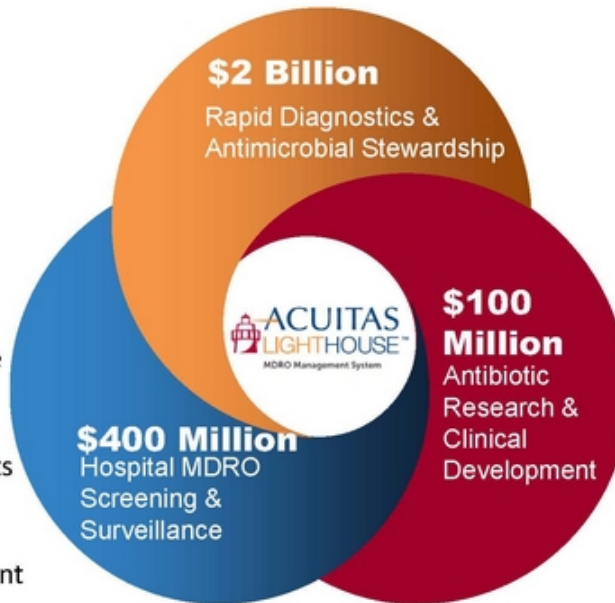 $2 Billion
Rapid Diagnostics &
Antimicrobial Stewardship
ACUITAS
LIGHTHOUSE™
MDRO Management System
$100
Million
Antibiotic
Research &
Clinical
Development
$400 Million
Hospital MDRO
Screening &
Surveillance